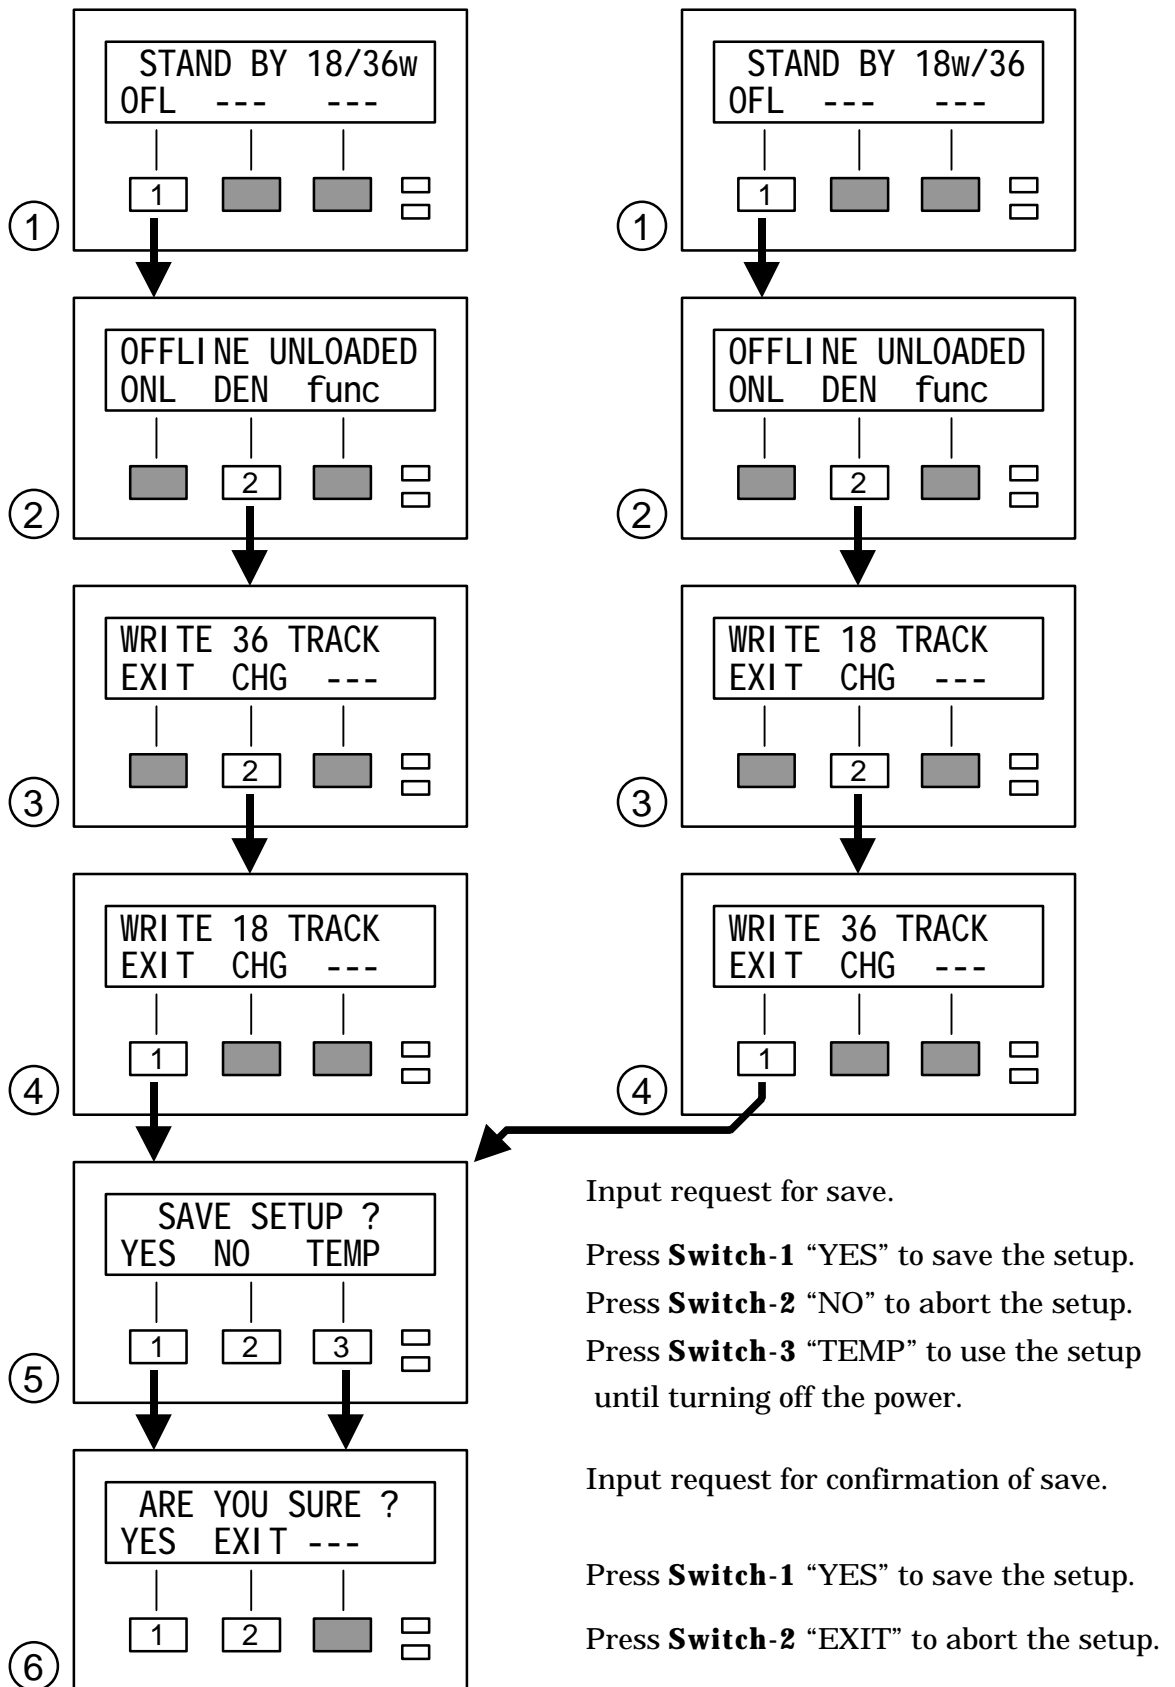 STAND BY 18/36w
OFL --- ---
1
1
OFFLINE UNLOADED
ONL DEN func
2
2
WRITE 36 TRACK
EXIT CHG ---
2
3
WRITE 18 TRACK
EXIT CHG ---
1
4
STAND BY 18w/36
OFL --- ---
1
1
OFFLINE UNLOADED
ONL DEN func
2
2
WRITE 18 TRACK
EXIT CHG ---
2
3
WRITE 36 TRACK
EXIT CHG ---
1
4
SAVE SETUP ?
YES NO TEMP
1 2 3
5
Input request for save.
Press Switch-1 “YES” to save the setup.
Press Switch-2 “NO” to abort the setup.
Press Switch-3 “TEMP” to use the setup
until turning off the power.
ARE YOU SURE ?
YES EXIT ---
1 2
6
Input request for confirmation of save.
Press Switch-1 “YES” to save the setup.
Press Switch-2 “EXIT” to abort the setup.